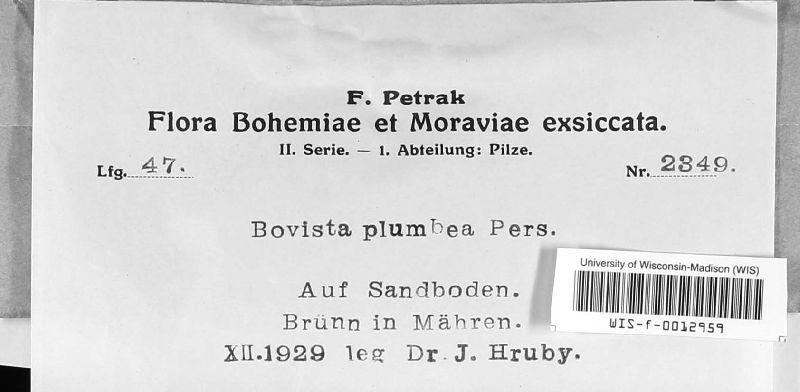 F. Petrak
Flora Bohemiae et Moraviae exsiccata.
II. Serie. — 1. Abteilung: Pilze.
Lfg. 47.
Nr. 2349.
Bovista plumbea Pers.
Auf Sandboden.
Brünn in Mähren.
XII.1929 leg Dr. J. Hruby.
University of Wisconsin-Madison (WIS)
WIS-f-0012959